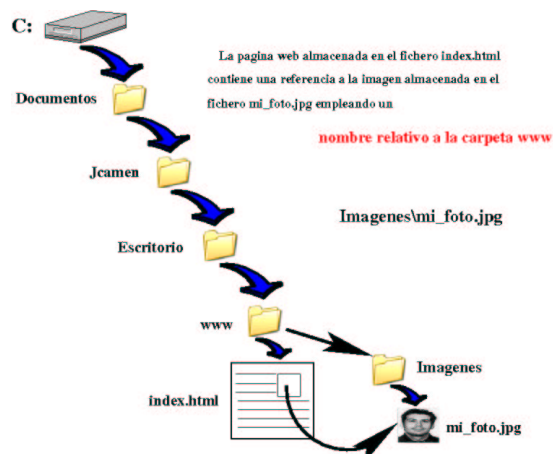 C:
La pagina web almacenada en el fichero index.html
contiene una referencia a la imagen almacenada en el
fichero mi_foto.jpg empleando un
Documentos
nombre relativo a la carpeta www
Jcamen
Imagenes\mi_foto.jpg
Escritorio
www
Imagenes
index.html
mi_foto.jpg